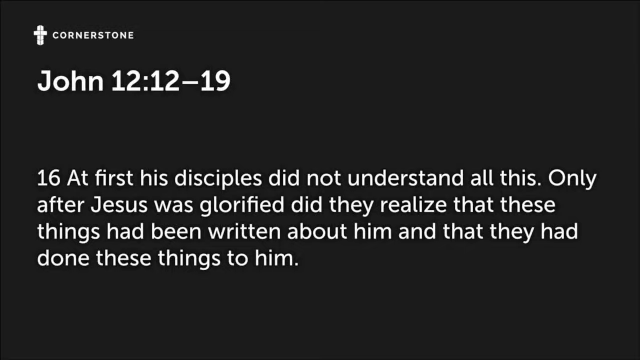 CORNERSTONE
John 12:12–19
16 At first his disciples did not understand all this. Only
after Jesus was glorified did they realize that these
things had been written about him and that they had
done these things to him.